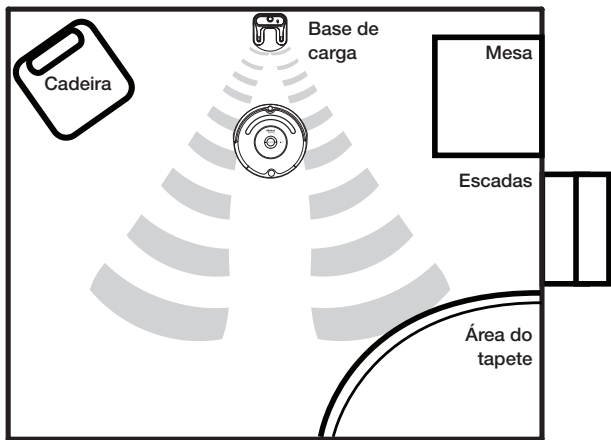 Base de
carga
Cadeira
Mesa
Escadas
Área do
tapete